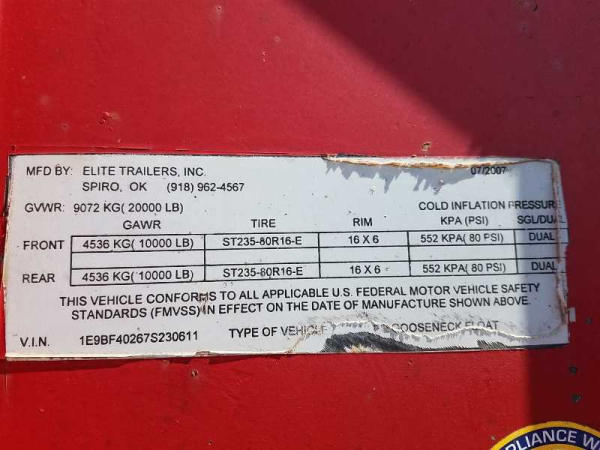 MFD BY: ELITE TRAILERS, INC. 07/2007
SPIRO, OK (918) 962-4567
GVWR: 9072 KG( 20000 LB) COLD INFLATION PRESSURE
GAWR TIRE RIM KPA (PSI) SGL/DUAL
FRONT 4536 KG( 10000 LB) ST235-80R16-E 16 X 6 552 KPA( 80 PSI) DUAL
REAR 4536 KG( 10000 LB) ST235-80R16-E 16 X 6 552 KPA( 80 PSI) DUAL
THIS VEHICLE CONFORMS TO ALL APPLICABLE U.S. FEDERAL MOTOR VEHICLE SAFETY
STANDARDS (FMVSS) IN EFFECT ON THE DATE OF MANUFACTURE SHOWN ABOVE.
V.I.N. 1E9BF40267S230611 TYPE OF VEHICLE GOOSENECK FLOAT
PLIANCE W